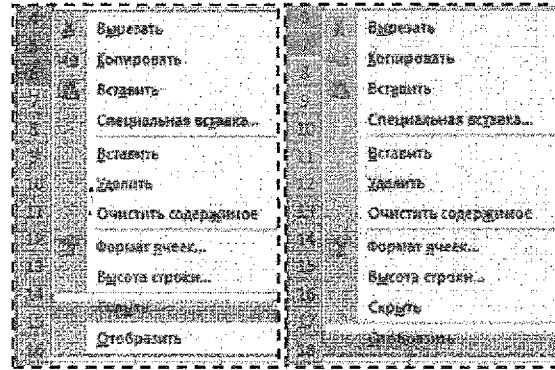 Вырезать
Копировать
Вставить
Специальная вставка...
Вставить
Удалить
Очистить содержимое
Формат ячеек...
Высота строки...
Скрыть
Отобразить
Вырезать
Копировать
Вставить
Специальная вставка...
Вставить
Удалить
Очистить содержимое
Формат ячеек...
Высота строки...
Скрыть
Отобразить